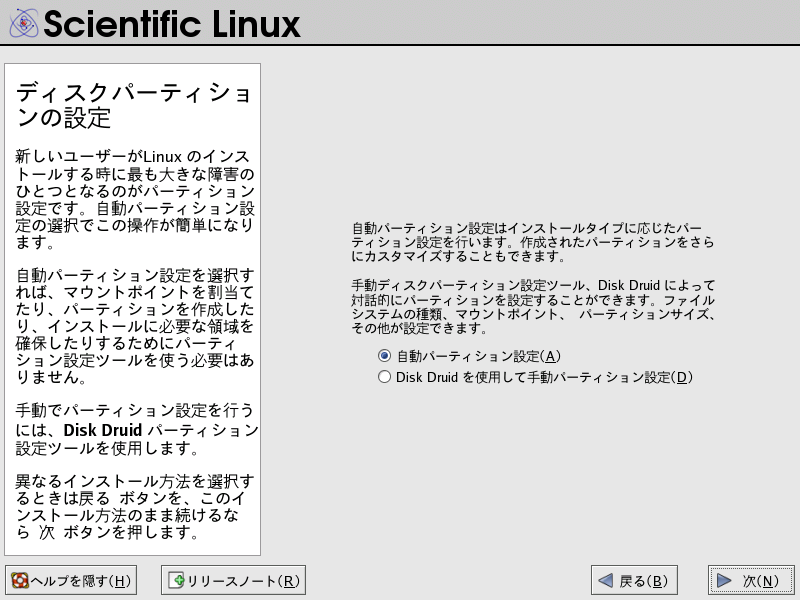 Scientific Linux
ディスクパーティショ
ンの設定
新しいユーザーがLinux のインス
トールする時に最も大きな障害の
ひとつとなるのがパーティション
設定です。自動パーティション設
定の選択でこの操作が簡単になり
ます。
自動パーティション設定を選択す
れば、マウントポイントを割当て
たり、パーティションを作成した
り、インストールに必要な領域を
確保したりするためにパーティ
ション設定ツールを使う必要はあ
りません。
手動でパーティション設定を行う
には、Disk Druid パーティション
設定ツールを使用します。
異なるインストール方法を選択す
るときは戻る ボタンを、このイ
ンストール方法のまま続けるな
ら 次 ボタンを押します。
自動パーティション設定はインストールタイプに応じたパー
ティション設定を行います。作成されたパーティションをさら
にカスタマイズすることもできます。
手動ディスクパーティション設定ツール、Disk Druid によって
対話的にパーティションを設定することができます。ファイル
システムの種類、マウントポイント、 パーティションサイズ、
その他が設定できます。
自動パーティション設定(A)
Disk Druid を使用して手動パーティション設定(D)
ヘルプを隠す(H)
リリースノート(R)
戻る(B)
次(N)